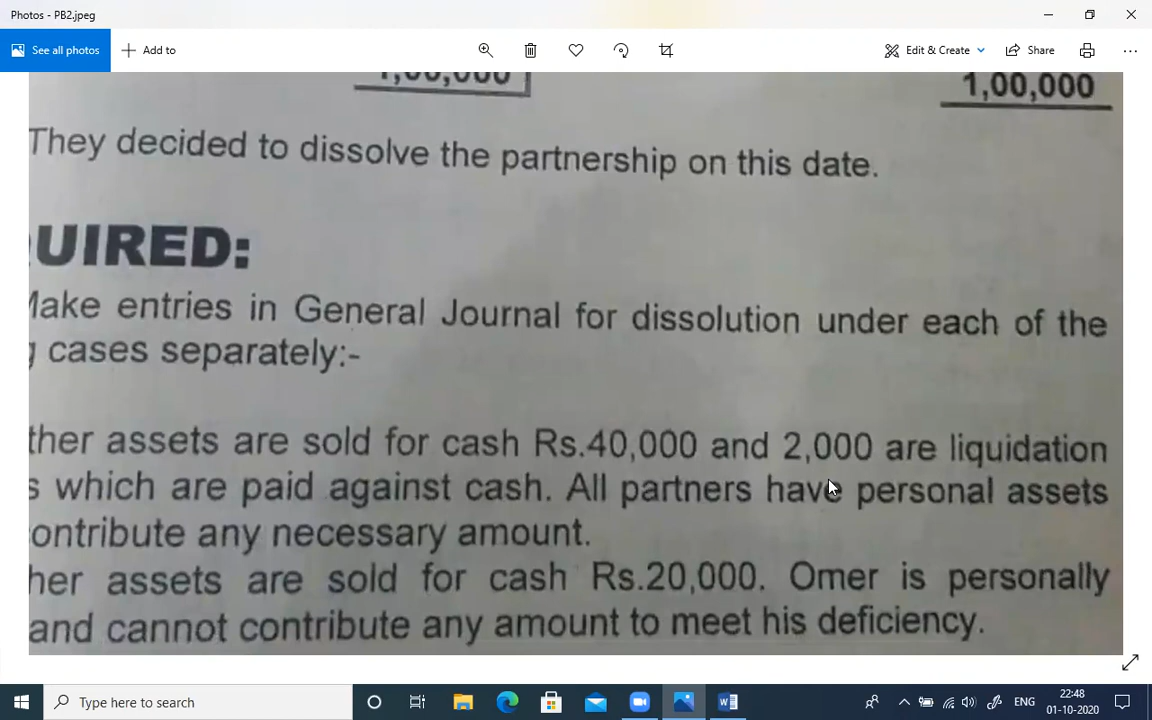 Photos - PB2.jpeg
See all photos
Add to
Edit & Create
Share
1,00,000
1,00,000
They decided to dissolve the partnership on this date.
UIRED:
Make entries in General Journal for dissolution under each of the
g cases separately:-
ther assets are sold for cash Rs.40,000 and 2,000 are liquidation
s which are paid against cash. All partners have personal assets
ontribute any necessary amount.
her assets are sold for cash Rs.20,000. Omer is personally
and cannot contribute any amount to meet his deficiency.
Type here to search
ENG
22:48
01-10-2020